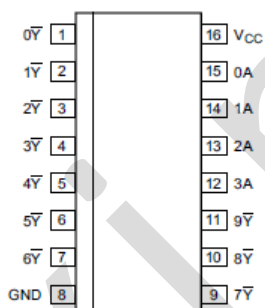 0Y̅ 1 16 VCC
1Y̅ 2 15 0A
2Y̅ 3 14 1A
3Y̅ 4 13 2A
4Y̅ 5 12 3A
5Y̅ 6 11 9Y̅
6Y̅ 7 10 8Y̅
GND 8 9 7Y̅